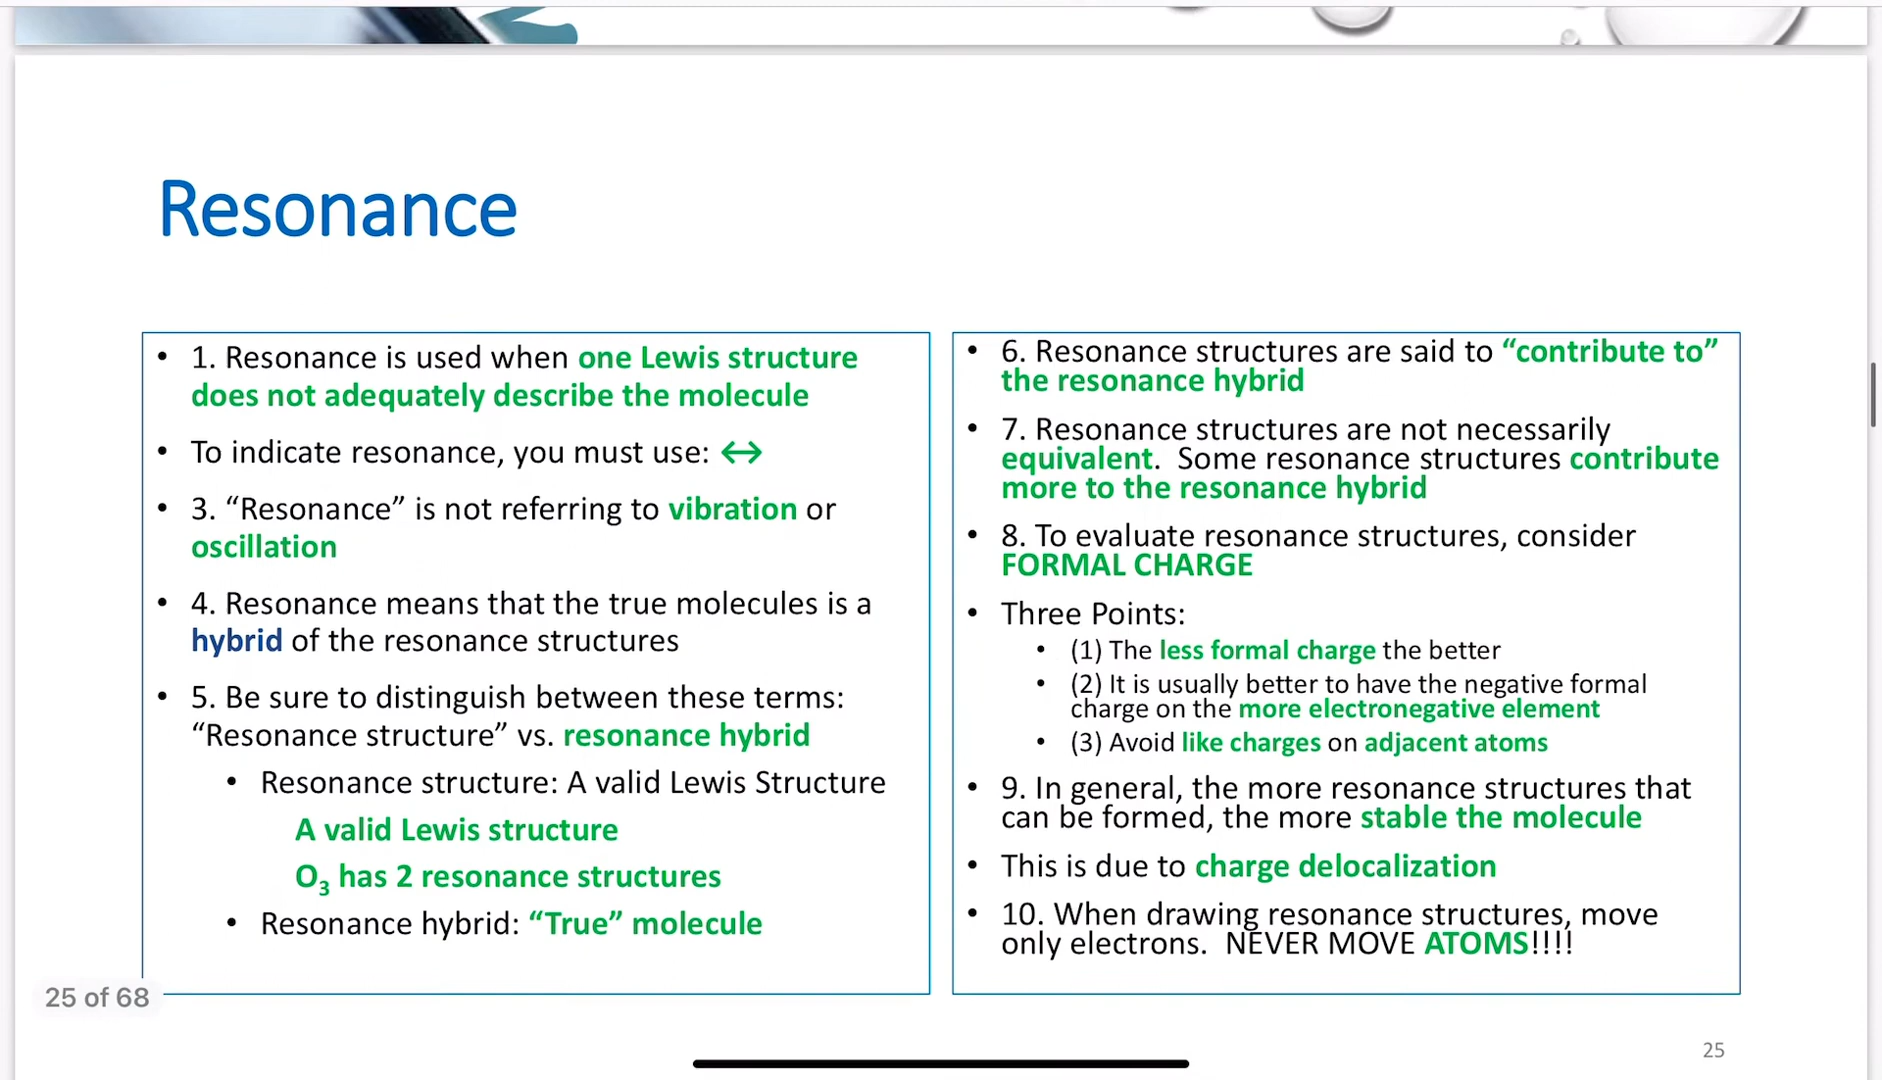 Resonance
• 1. Resonance is used when one Lewis structure
does not adequately describe the molecule
• To indicate resonance, you must use: ↔
• 3. “Resonance” is not referring to vibration or
oscillation
• 4. Resonance means that the true molecules is a
hybrid of the resonance structures
• 5. Be sure to distinguish between these terms:
“Resonance structure” vs. resonance hybrid
• Resonance structure: A valid Lewis Structure
A valid Lewis structure
O₃ has 2 resonance structures
• Resonance hybrid: “True” molecule
• 6. Resonance structures are said to “contribute to”
the resonance hybrid
• 7. Resonance structures are not necessarily
equivalent. Some resonance structures contribute
more to the resonance hybrid
• 8. To evaluate resonance structures, consider
FORMAL CHARGE
• Three Points:
• (1) The less formal charge the better
• (2) It is usually better to have the negative formal
charge on the more electronegative element
• (3) Avoid like charges on adjacent atoms
• 9. In general, the more resonance structures that
can be formed, the more stable the molecule
• This is due to charge delocalization
• 10. When drawing resonance structures, move
only electrons. NEVER MOVE ATOMS!!!!
25 of 68
25